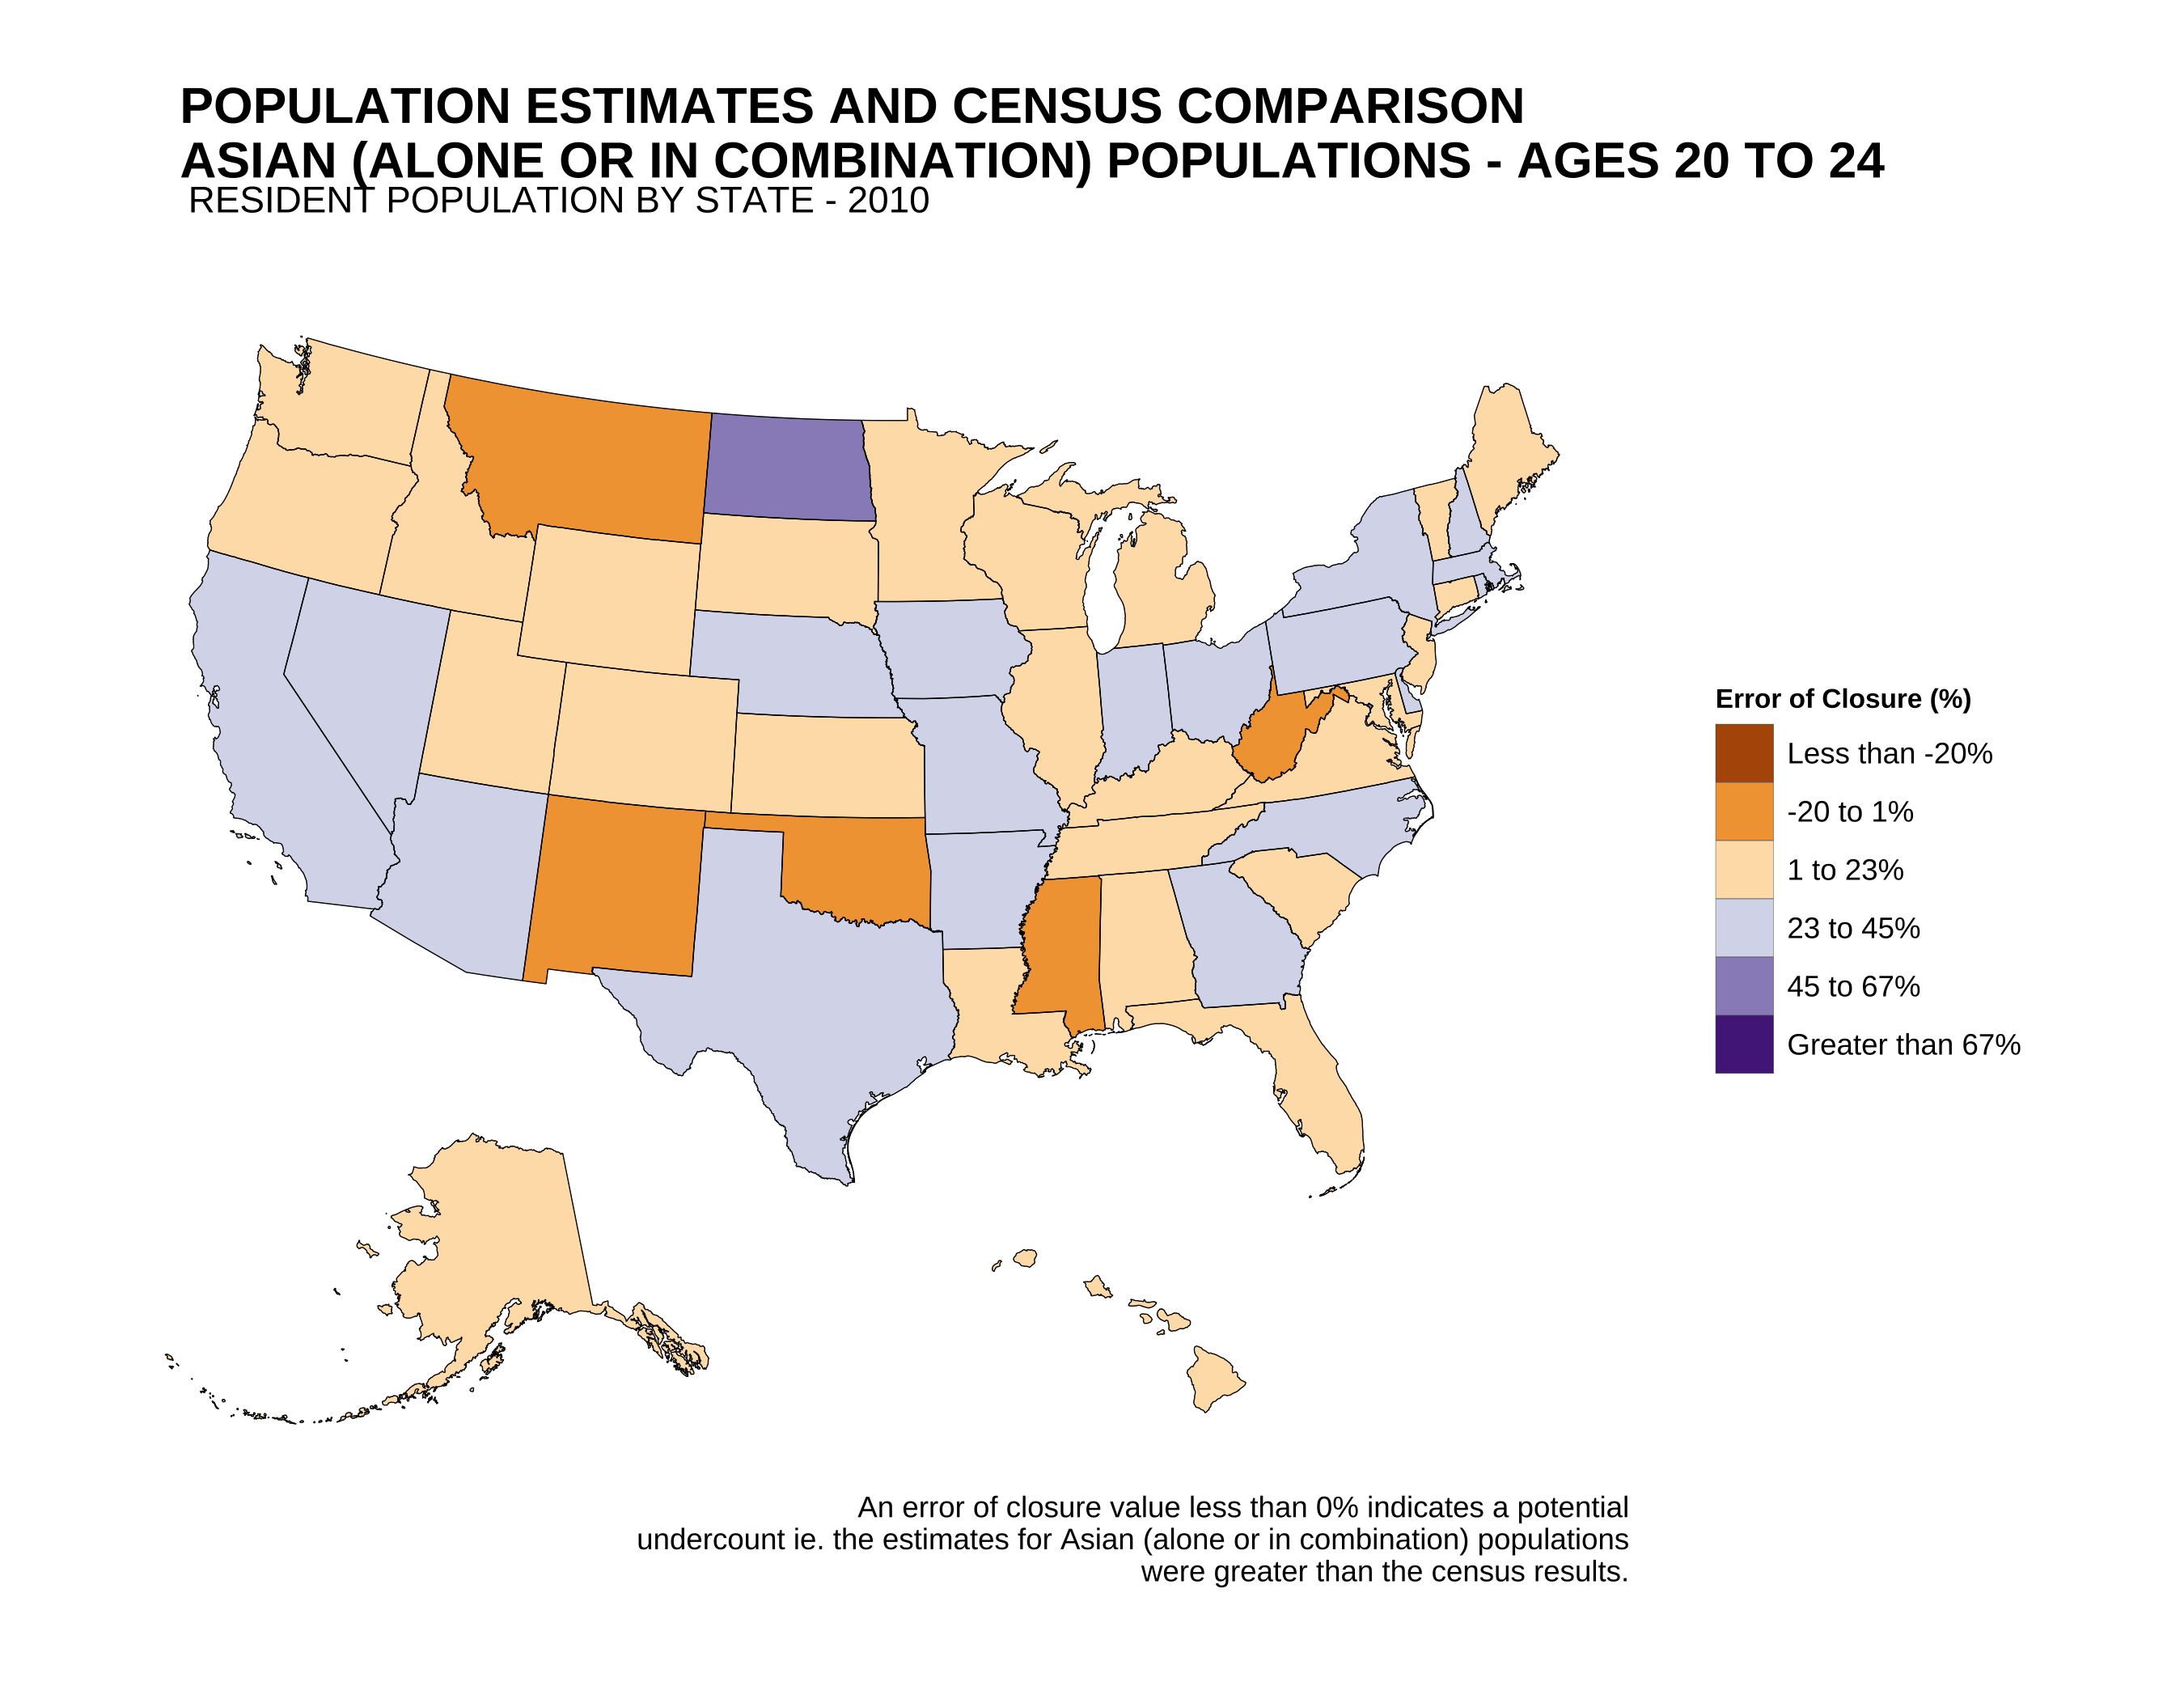 POPULATION ESTIMATES AND CENSUS COMPARISON
ASIAN (ALONE OR IN COMBINATION) POPULATIONS - AGES 20 TO 24
RESIDENT POPULATION BY STATE - 2010
Error of Closure (%)
Less than -20%
-20 to 1%
1 to 23%
23 to 45%
45 to 67%
Greater than 67%
An error of closure value less than 0% indicates a potential
undercount ie. the estimates for Asian (alone or in combination) populations
were greater than the census results.